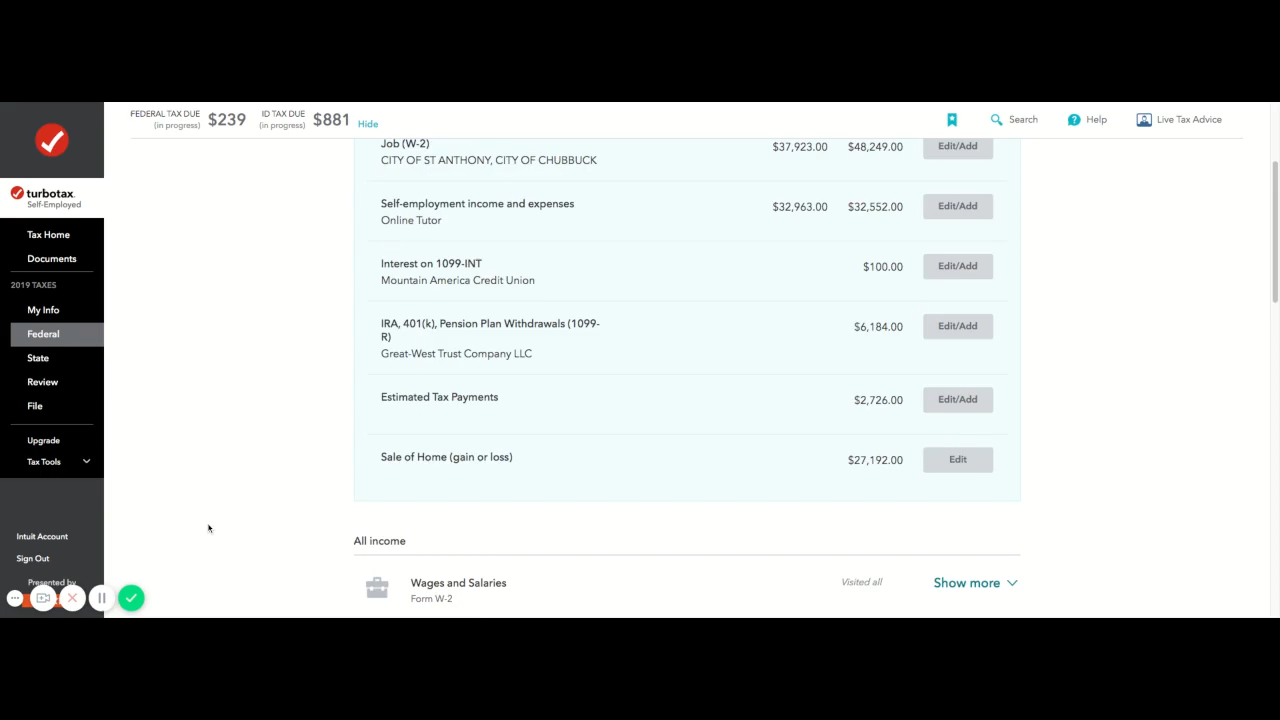 FEDERAL TAX DUE
(in progress)
$239
ID TAX DUE
(in progress)
$881
Hide
Search
Help
Live Tax Advice
turbotax
Self-Employed
Tax Home
Documents
2019 TAXES
My Info
Federal
State
Review
File
Upgrade
Tax Tools
Intuit Account
Sign Out
Presented by
Job (W-2)
CITY OF ST ANTHONY, CITY OF CHUBBUCK
$37,923.00
$48,249.00
Edit/Add
Self-employment income and expenses
Online Tutor
$32,963.00
$32,552.00
Edit/Add
Interest on 1099-INT
Mountain America Credit Union
$100.00
Edit/Add
IRA, 401(k), Pension Plan Withdrawals (1099-
R)
Great-West Trust Company LLC
$6,184.00
Edit/Add
Estimated Tax Payments
$2,726.00
Edit/Add
Sale of Home (gain or loss)
$27,192.00
Edit
All income
Wages and Salaries
Form W-2
Visited all
Show more